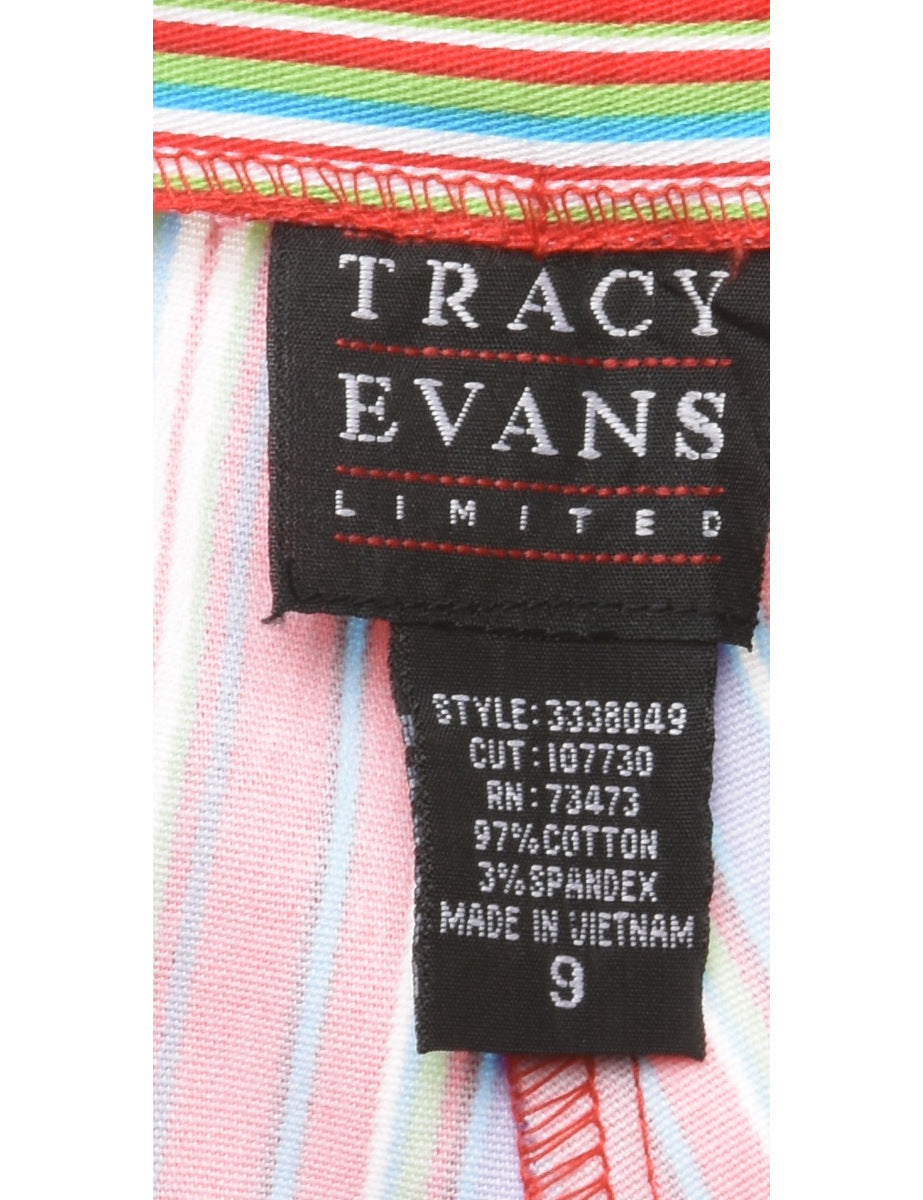 TRACY
EVANS
LIMITED
STYLE: 3338049
CUT: 107730
RN: 73473
97% COTTON
3% SPANDEX
MADE IN VIETNAM
9